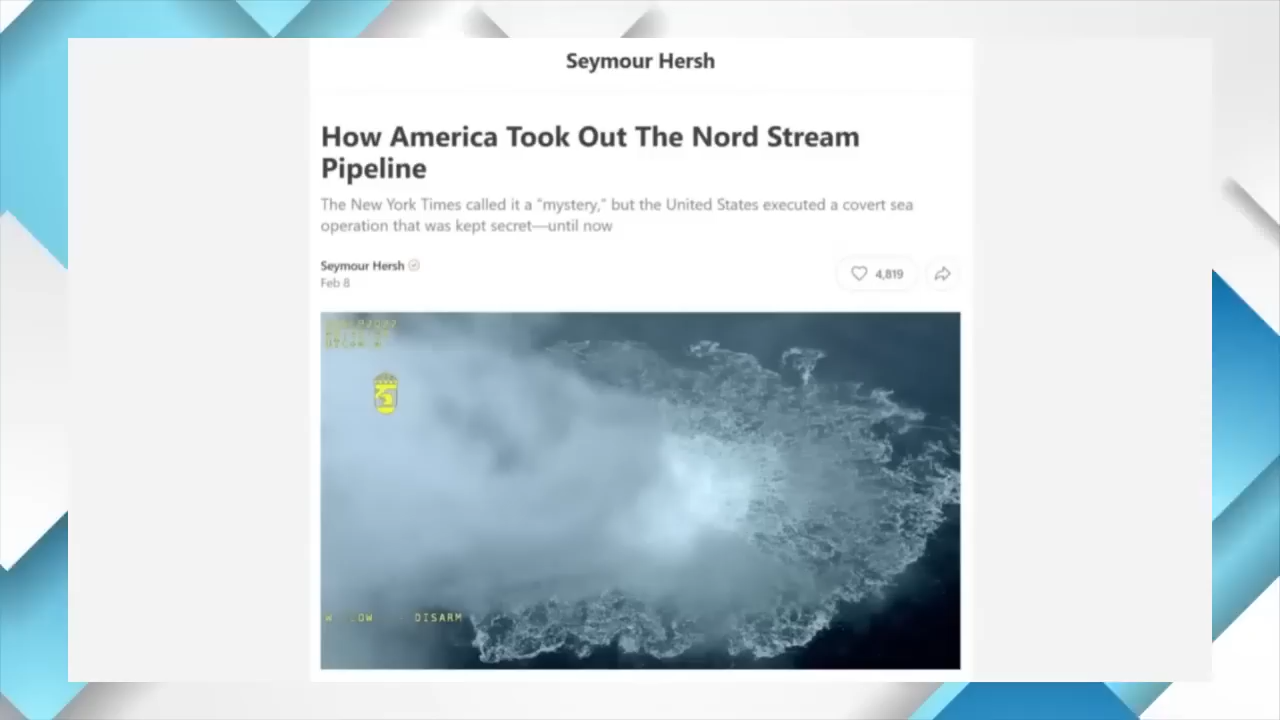 Seymour Hersh
How America Took Out The Nord Stream
Pipeline
The New York Times called it a "mystery," but the United States executed a covert sea
operation that was kept secret—until now
Seymour Hersh
Feb 8
4,819
LOW DISARM